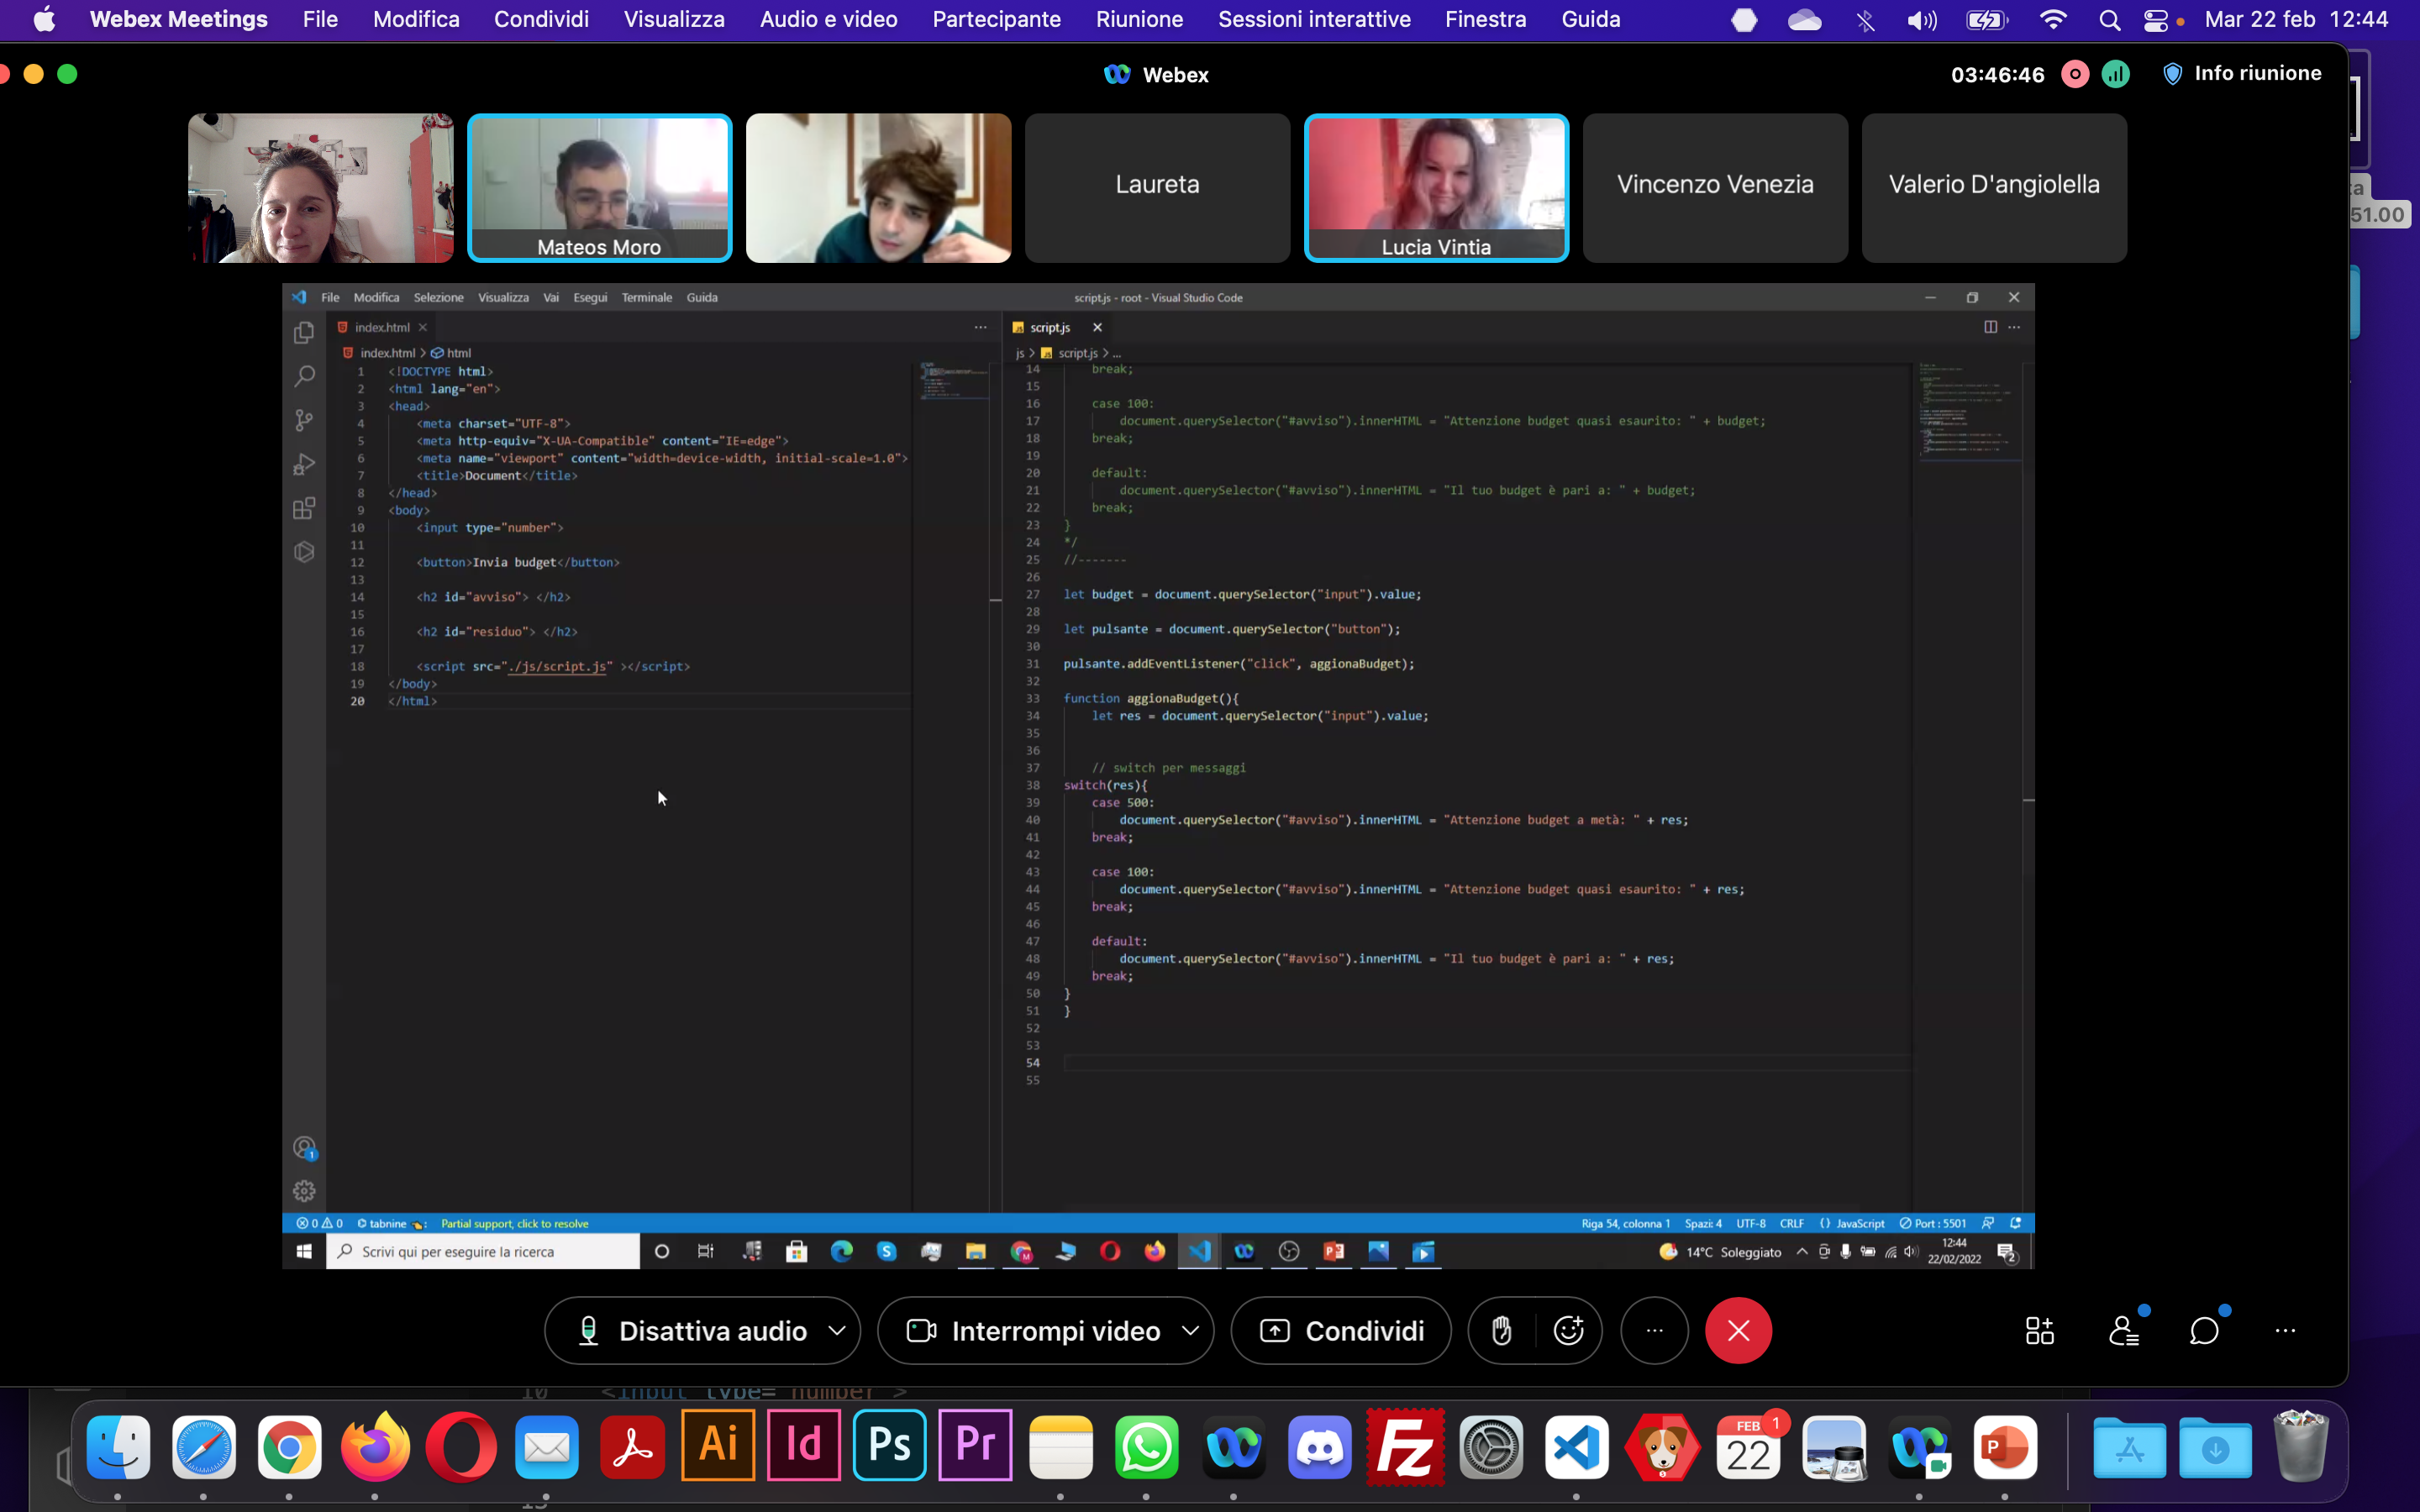 Webex Meetings File Modifica Condividi Visualizza Audio e video Partecipante Riunione Sessioni interattive Finestra Guida Mar 22 feb 12:44
Webex 03:46:46 Info riunione
Mateos Moro
Laureta
Lucia Vintia
Vincenzo Venezia
Valerio D'angiolella
ta
51.00
File Modifica Selezione Visualizza Vai Esegui Terminale Guida script.js - root - Visual Studio Code
index.html
index.html > html
1 <!DOCTYPE html>
2 <html lang="en">
3 <head>
4 <meta charset="UTF-8">
5 <meta http-equiv="X-UA-Compatible" content="IE=edge">
6 <meta name="viewport" content="width=device-width, initial-scale=1.0">
7 <title>Document</title>
8 </head>
9 <body>
10 <input type="number">
11
12 <button>Invia budget</button>
13
14 <h2 id="avviso"> </h2>
15
16 <h2 id="residuo"> </h2>
17
18 <script src="./js/script.js" ></script>
19 </body>
20 </html>
script.js
js > script.js > ...
14 break;
15
16 case 100:
17 document.querySelector("#avviso").innerHTML = "Attenzione budget quasi esaurito: " + budget;
18 break;
19
20 default:
21 document.querySelector("#avviso").innerHTML = "Il tuo budget è pari a: " + budget;
22 break;
23 }
24 */
25 //-------
26
27 let budget = document.querySelector("input").value;
28
29 let pulsante = document.querySelector("button");
30
31 pulsante.addEventListener("click", aggionaBudget);
32
33 function aggionaBudget(){
34 let res = document.querySelector("input").value;
35
36
37 // switch per messaggi
38 switch(res){
39 case 500:
40 document.querySelector("#avviso").innerHTML = "Attenzione budget a metà: " + res;
41 break;
42
43 case 100:
44 document.querySelector("#avviso").innerHTML = "Attenzione budget quasi esaurito: " + res;
45 break;
46
47 default:
48 document.querySelector("#avviso").innerHTML = "Il tuo budget è pari a: " + res;
49 break;
50 }
51 }
52
53
54
55
1
0 0 tabnine Partial support, click to resolve Riga 54, colonna 1 Spazi: 4 UTF-8 CRLF {} JavaScript Port : 5501
Scrivi qui per eseguire la ricerca 14°C Soleggiato 12:44
22/02/2022 2
Disattiva audio Interrompi video Condividi
10 <input type="number">
Ai Id Ps Pr Fz FEB 22 1 P